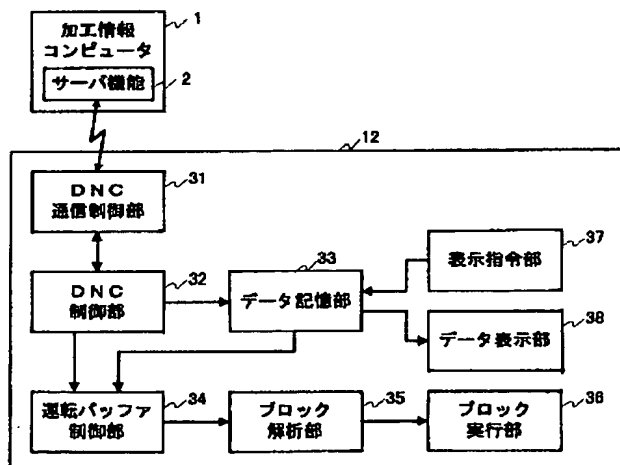 加工情報
コンピュータ
1
サーバ機能
2
12
DNC
通信制御部
31
DNC
制御部
32
データ記憶部
33
表示指令部
37
データ表示部
38
運転バッファ
制御部
34
ブロック
解析部
35
ブロック
実行部
36